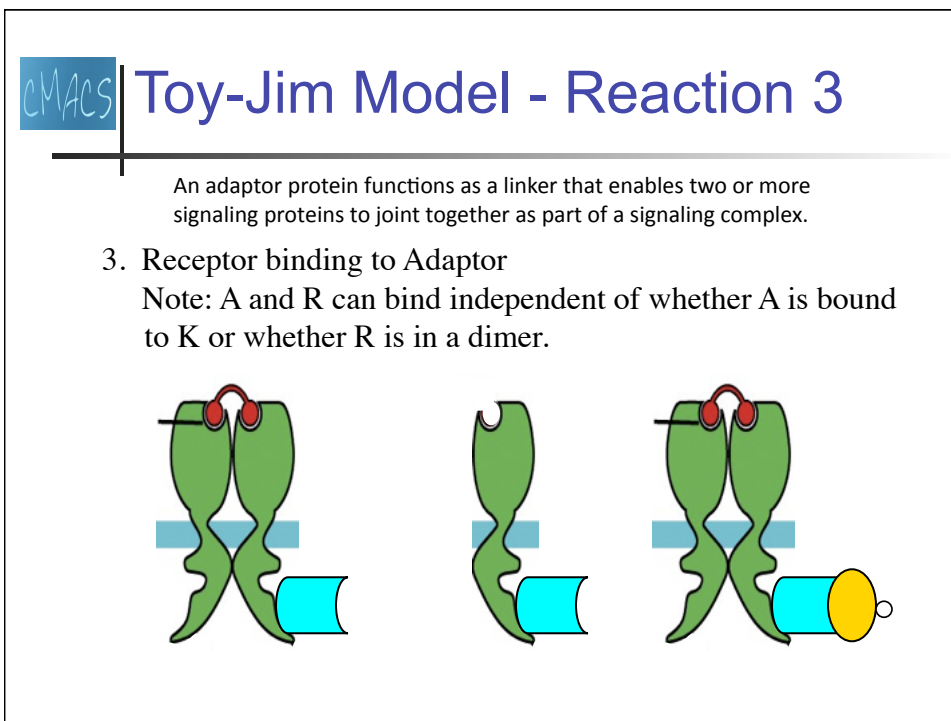 cMACS
Toy-Jim Model - Reaction 3
An adaptor protein functions as a linker that enables two or more
signaling proteins to joint together as part of a signaling complex.
3. Receptor binding to Adaptor
Note: A and R can bind independent of whether A is bound
to K or whether R is in a dimer.